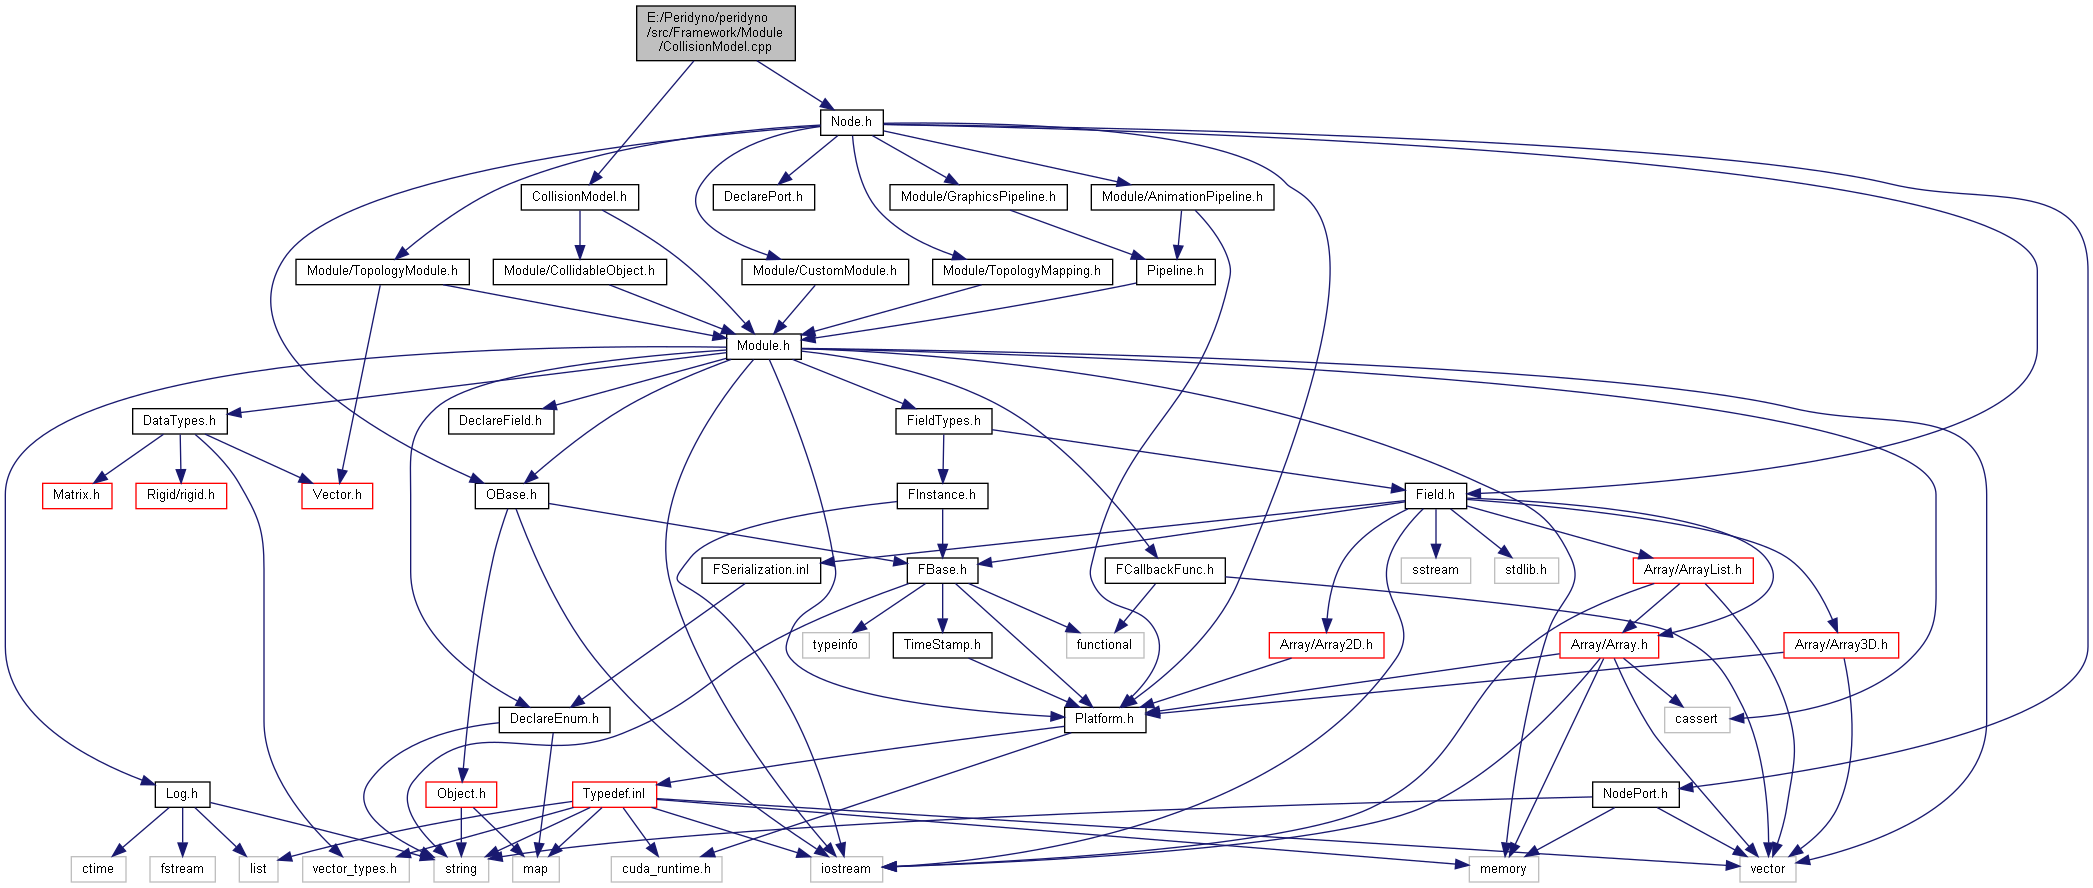 E:/Peridyno/peridyno
/src/Framework/Module
/CollisionModel.cpp
Node.h
CollisionModel.h
DeclarePort.h
Module/GraphicsPipeline.h
Module/AnimationPipeline.h
Module/TopologyModule.h
Module/CollidableObject.h
Module/CustomModule.h
Module/TopologyMapping.h
Pipeline.h
Module.h
DataTypes.h
DeclareField.h
FieldTypes.h
Matrix.h
Rigid/rigid.h
Vector.h
OBase.h
FInstance.h
Field.h
FSerialization.inl
FBase.h
FCallbackFunc.h
sstream
stdlib.h
Array/ArrayList.h
typeinfo
TimeStamp.h
functional
Array/Array2D.h
Array/Array.h
Array/Array3D.h
DeclareEnum.h
Platform.h
cassert
Log.h
Object.h
Typedef.inl
NodePort.h
ctime
fstream
list
vector_types.h
string
map
cuda_runtime.h
iostream
memory
vector